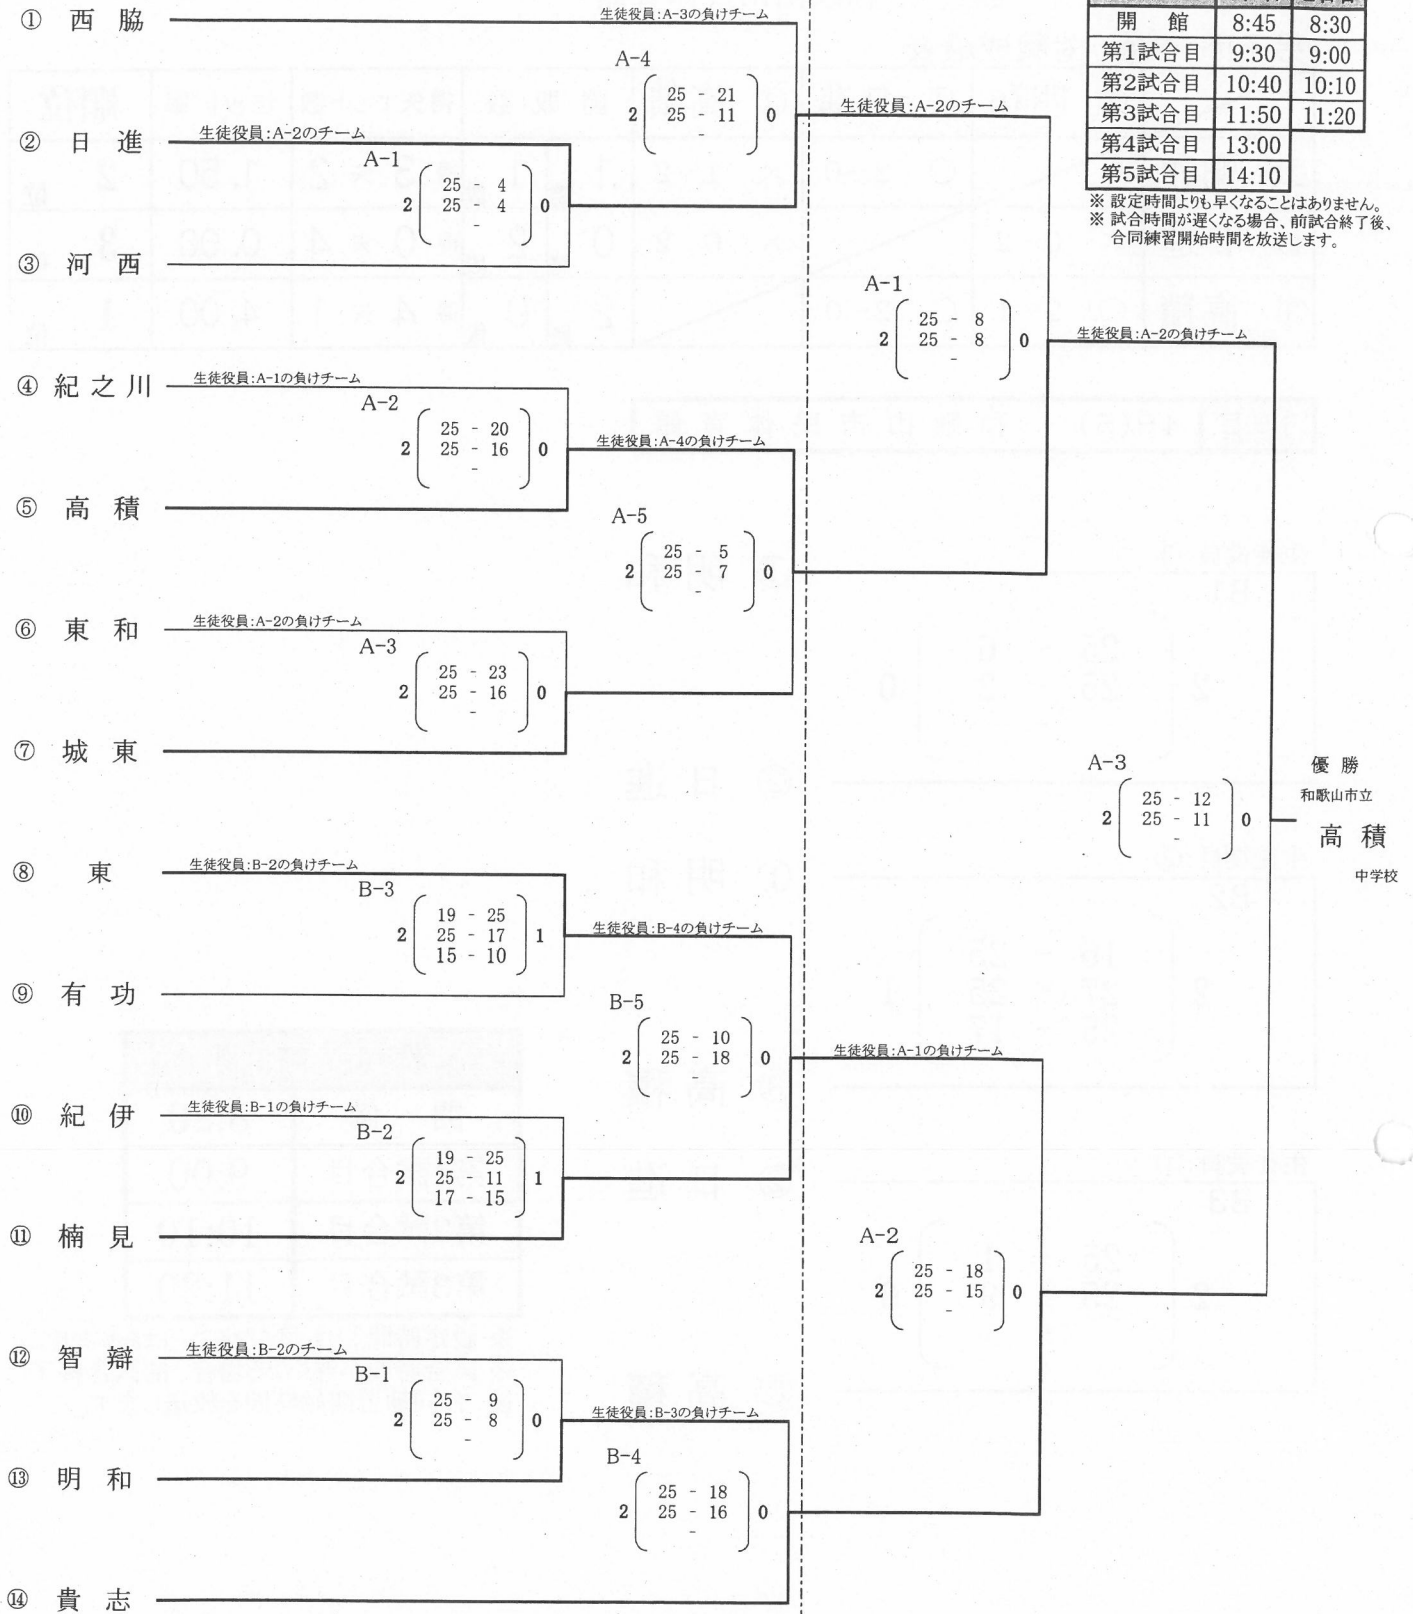 ① 西脇
生徒役員:A-3の負けチーム
A-4
2 25 - 21 0
25 - 11
-
② 日進
生徒役員:A-2のチーム
A-1
2 25 - 4 0
25 - 4
-
③ 河西
生徒役員:A-2のチーム
開館 8:45 8:30
第1試合目 9:30 9:00
第2試合目 10:40 10:10
第3試合目 11:50 11:20
第4試合目 13:00
第5試合目 14:10
※ 設定時間よりも早くなることはありません。
※ 試合時間が遅くなる場合、前試合終了後、
合同練習開始時間を放送します。
A-1
2 25 - 8 0
25 - 8
-
生徒役員:A-2の負けチーム
④ 紀之川
生徒役員:A-1の負けチーム
A-2
2 25 - 20 0
25 - 16
-
⑤ 高積
生徒役員:A-4の負けチーム
A-5
2 25 - 5 0
25 - 7
-
⑥ 東和
生徒役員:A-2の負けチーム
A-3
2 25 - 23 0
25 - 16
-
⑦ 城東
A-3
2 25 - 12 0
25 - 11
-
優勝
和歌山市立
高積
中学校
⑧ 東
生徒役員:B-2の負けチーム
B-3
2 19 - 25 1
25 - 17
15 - 10
⑨ 有功
生徒役員:B-4の負けチーム
B-5
2 25 - 10 0
25 - 18
-
生徒役員:A-1の負けチーム
⑩ 紀伊
生徒役員:B-1の負けチーム
B-2
2 19 - 25 1
25 - 11
17 - 15
⑪ 楠見
A-2
2 25 - 18 0
25 - 15
-
⑫ 智辯
生徒役員:B-2のチーム
B-1
2 25 - 9 0
25 - 8
-
⑬ 明和
生徒役員:B-3の負けチーム
B-4
2 25 - 18 0
25 - 16
-
⑭ 貴志